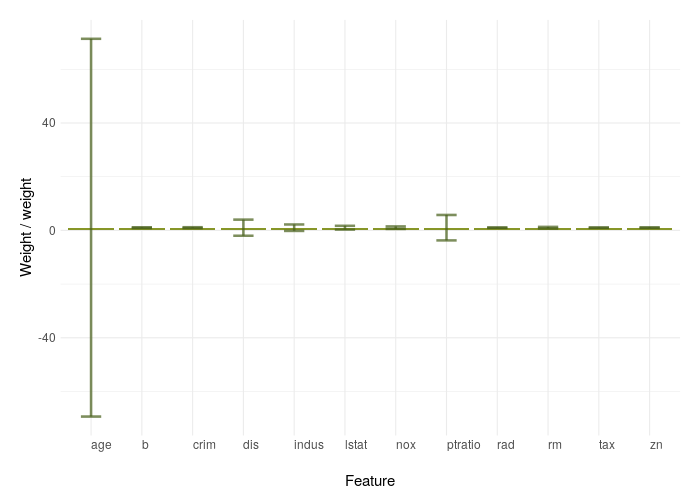 Weight / weight
40
0
-40
age b crim dis indus lstat nox ptratio rad rm tax zn
Feature